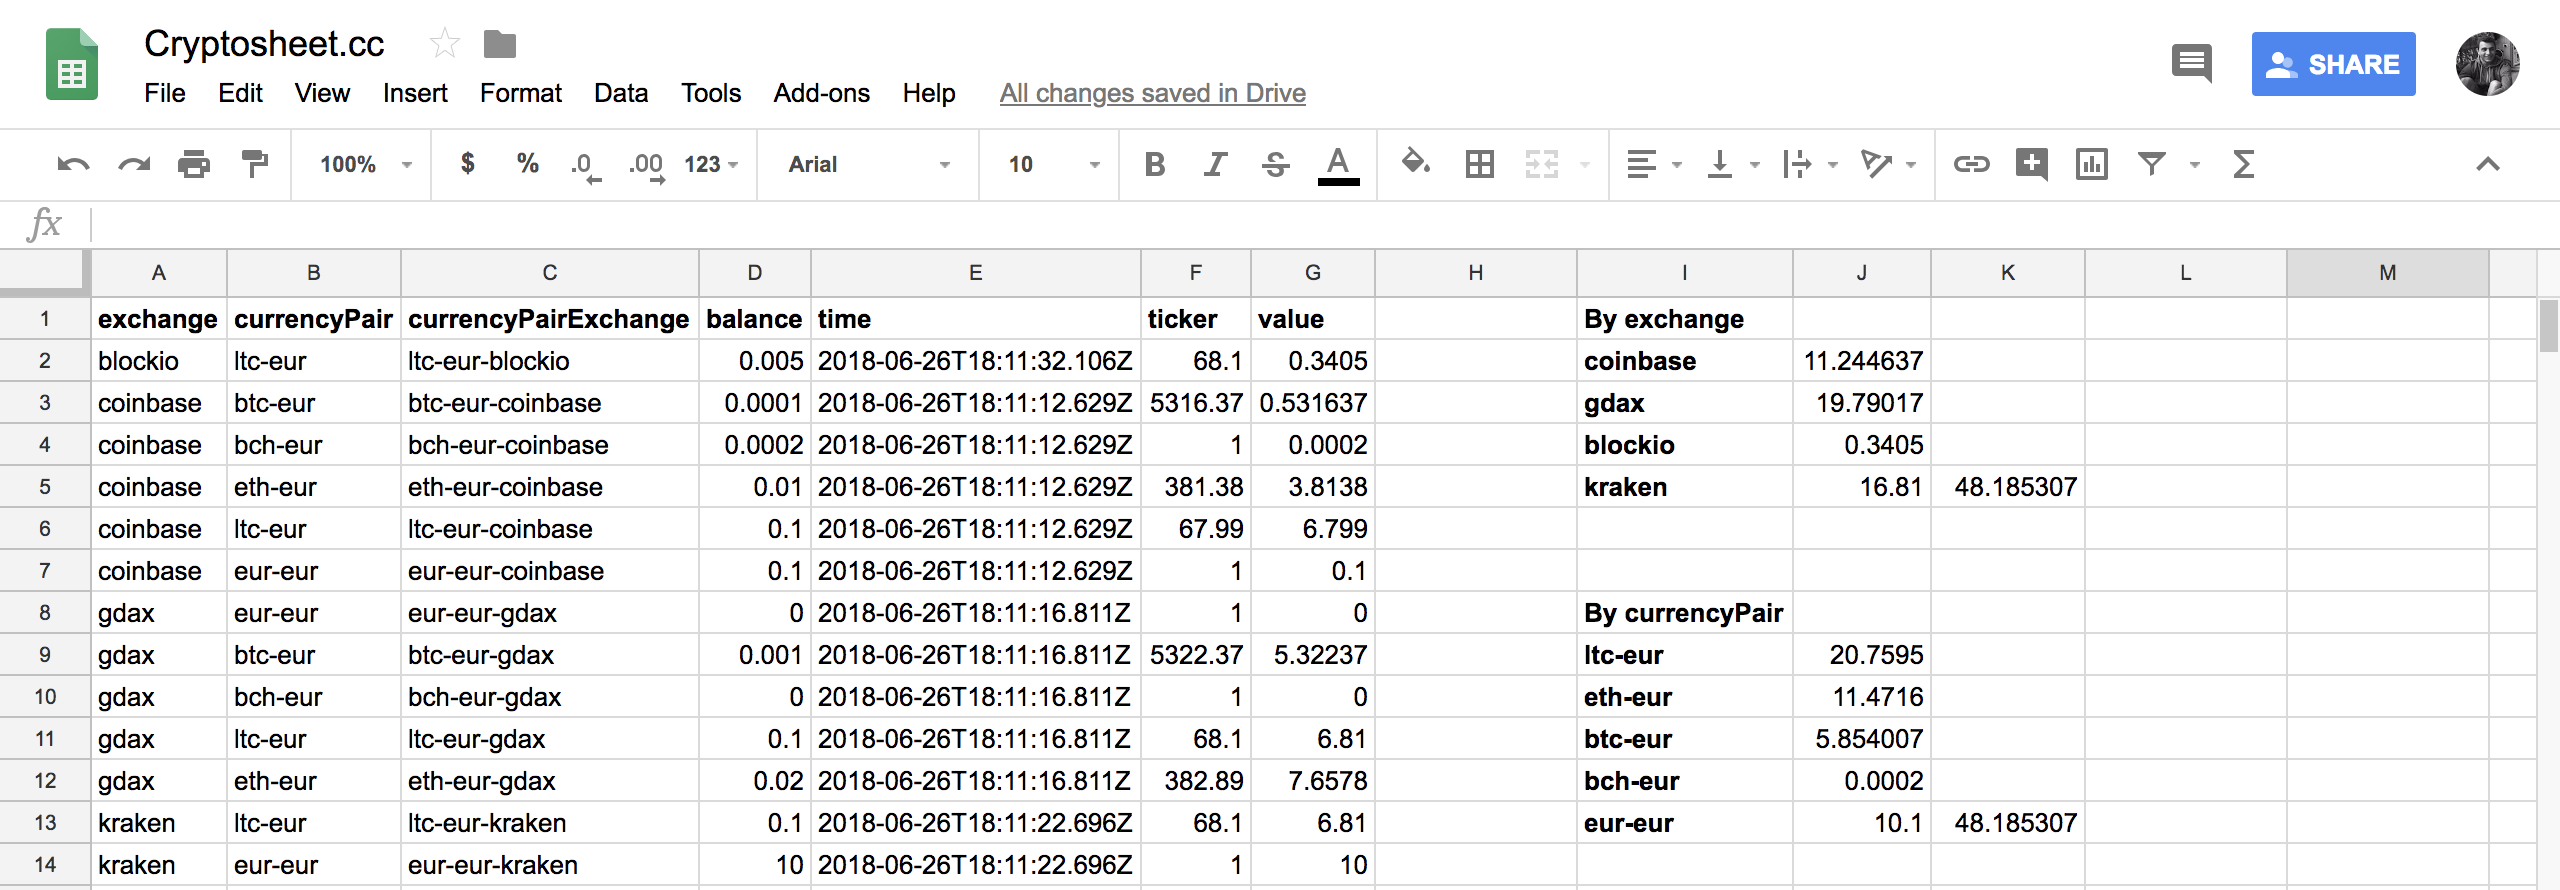 Cryptosheet.cc
File Edit View Insert Format Data Tools Add-ons Help All changes saved in Drive
SHARE
100% $ % .0 .00 123 Arial 10 B I S A Σ
fx
A B C D E F G H I J K L M
1 exchange currencyPair currencyPairExchange balance time ticker value By exchange
2 blockio ltc-eur ltc-eur-blockio 0.005 2018-06-26T18:11:32.106Z 68.1 0.3405 coinbase 11.244637
3 coinbase btc-eur btc-eur-coinbase 0.0001 2018-06-26T18:11:12.629Z 5316.37 0.531637 gdax 19.79017
4 coinbase bch-eur bch-eur-coinbase 0.0002 2018-06-26T18:11:12.629Z 1 0.0002 blockio 0.3405
5 coinbase eth-eur eth-eur-coinbase 0.01 2018-06-26T18:11:12.629Z 381.38 3.8138 kraken 16.81 48.185307
6 coinbase ltc-eur ltc-eur-coinbase 0.1 2018-06-26T18:11:12.629Z 67.99 6.799
7 coinbase eur-eur eur-eur-coinbase 0.1 2018-06-26T18:11:12.629Z 1 0.1
8 gdax eur-eur eur-eur-gdax 0 2018-06-26T18:11:16.811Z 1 0 By currencyPair
9 gdax btc-eur btc-eur-gdax 0.001 2018-06-26T18:11:16.811Z 5322.37 5.32237 ltc-eur 20.7595
10 gdax bch-eur bch-eur-gdax 0 2018-06-26T18:11:16.811Z 1 0 eth-eur 11.4716
11 gdax ltc-eur ltc-eur-gdax 0.1 2018-06-26T18:11:16.811Z 68.1 6.81 btc-eur 5.854007
12 gdax eth-eur eth-eur-gdax 0.02 2018-06-26T18:11:16.811Z 382.89 7.6578 bch-eur 0.0002
13 kraken ltc-eur ltc-eur-kraken 0.1 2018-06-26T18:11:22.696Z 68.1 6.81 eur-eur 10.1 48.185307
14 kraken eur-eur eur-eur-kraken 10 2018-06-26T18:11:22.696Z 1 10